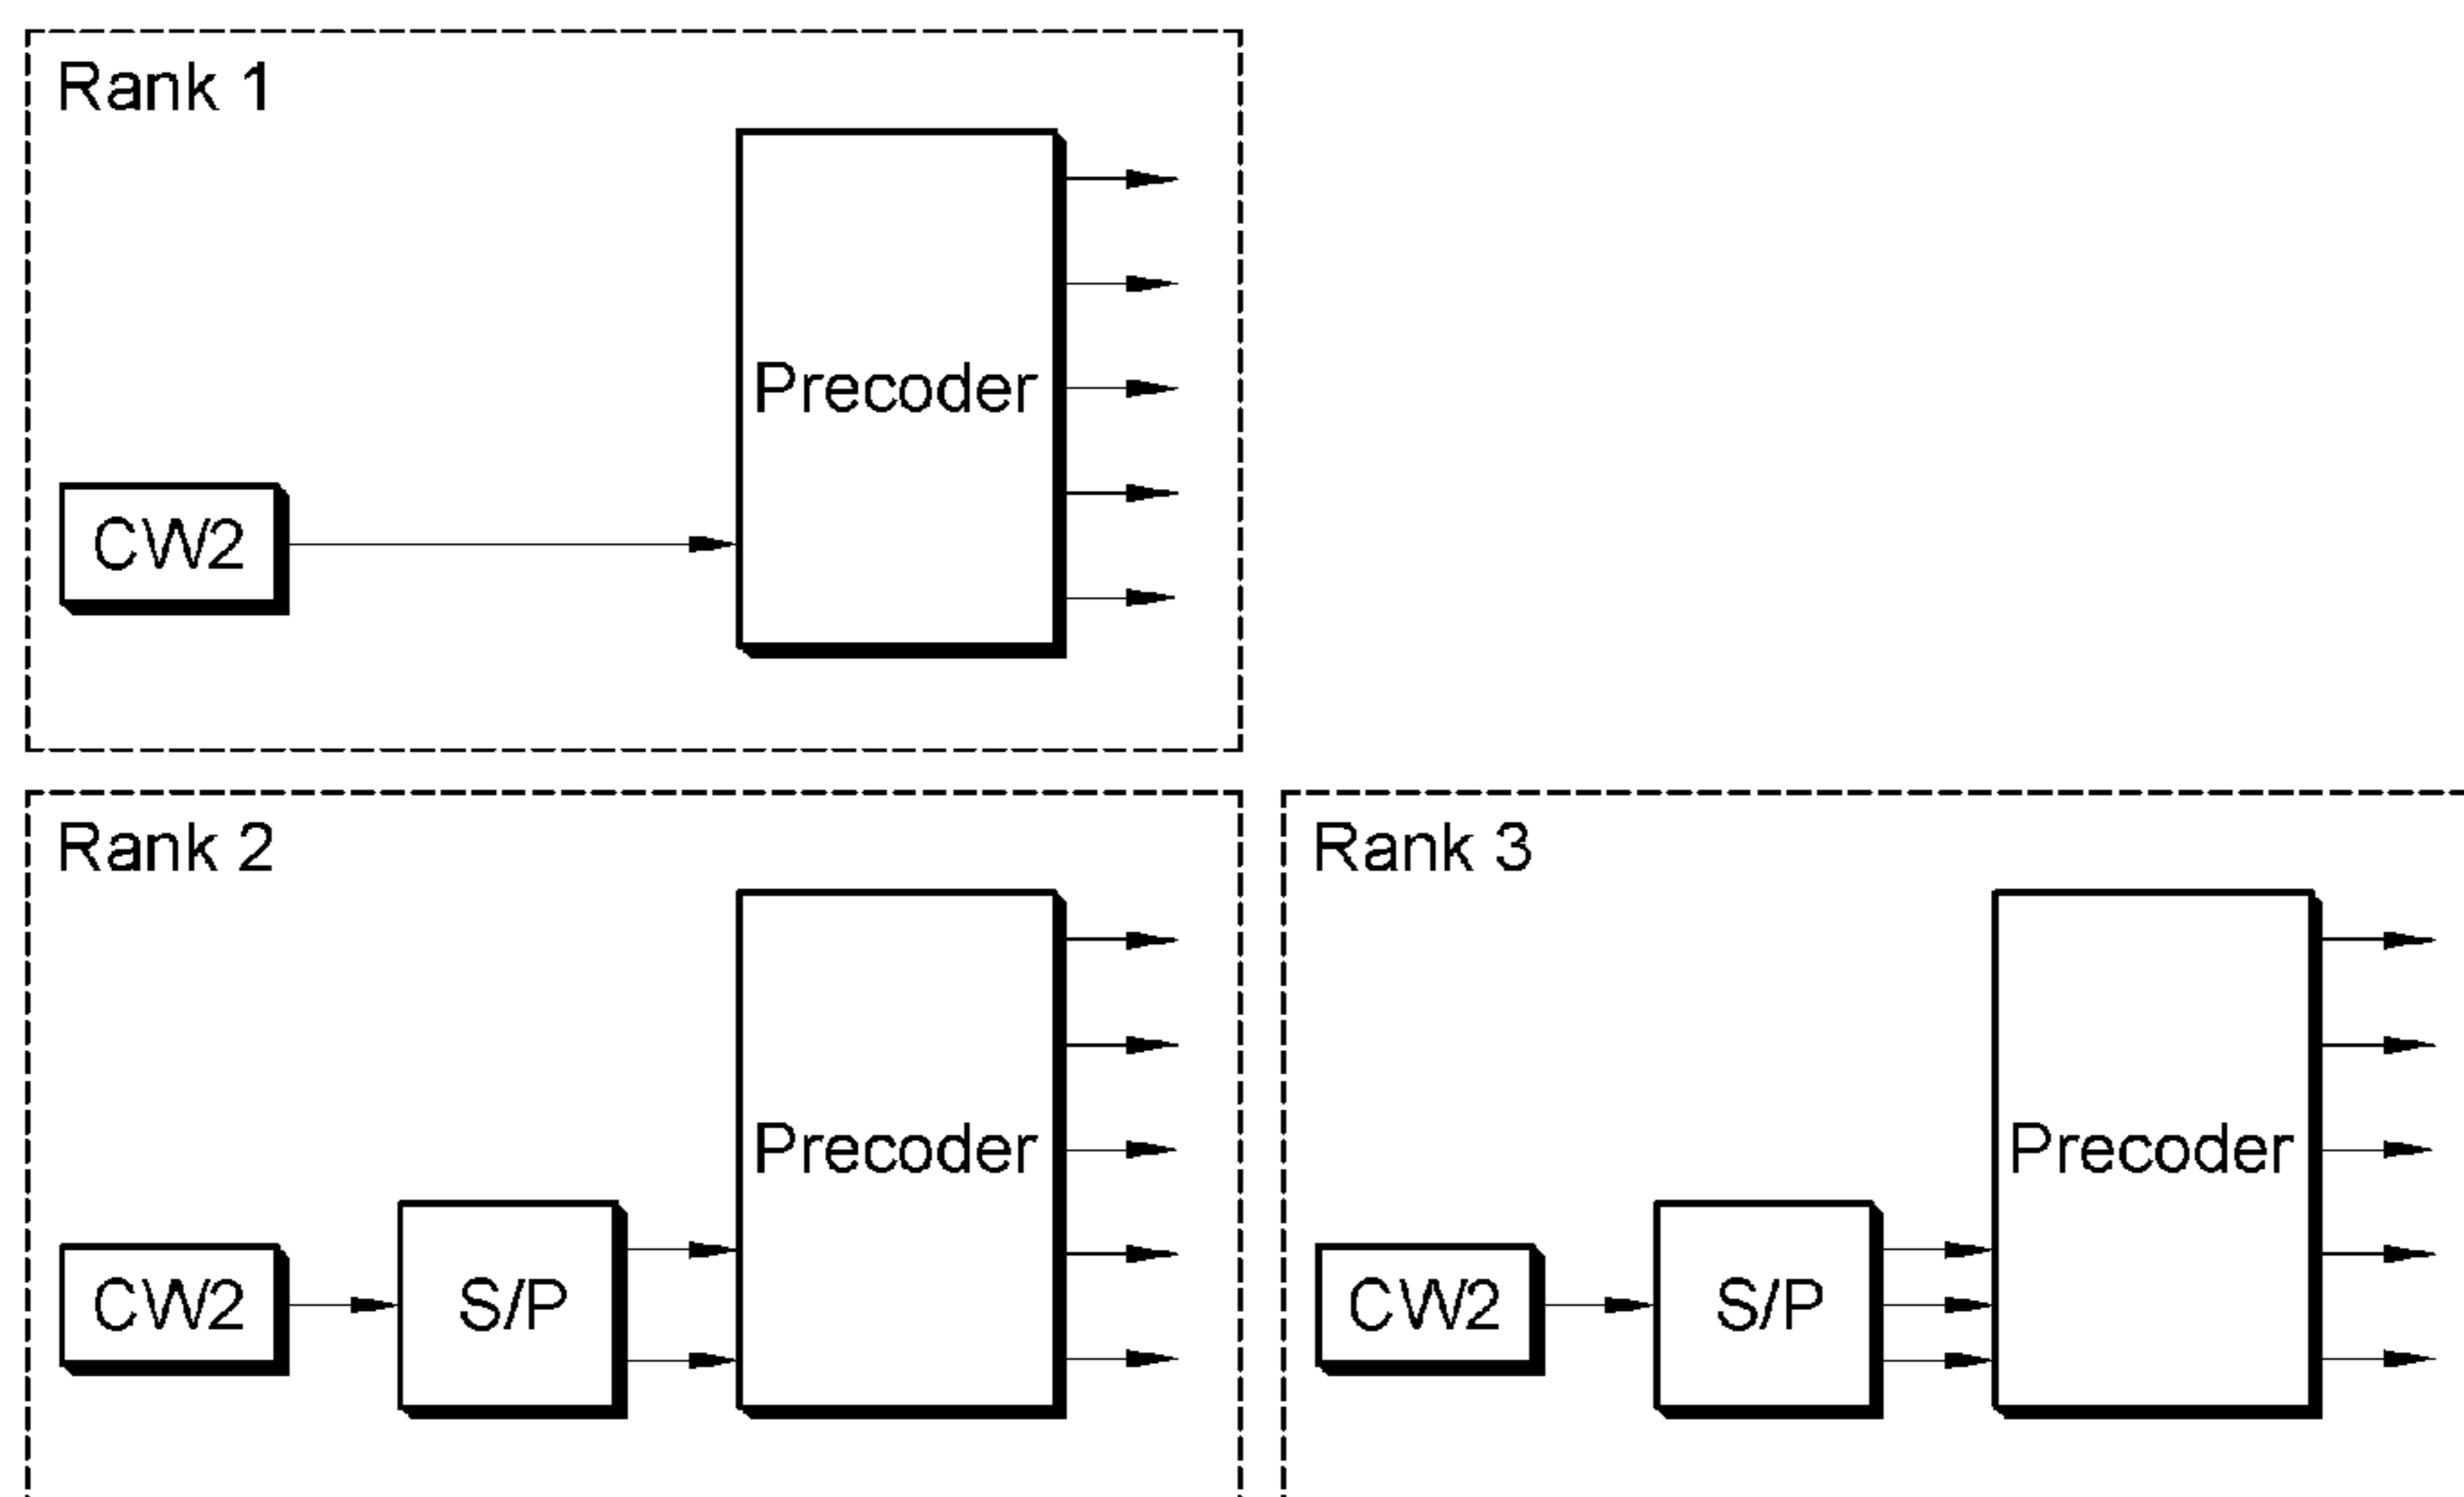 Rank 1
Precoder
CW2
Rank 2
Precoder
CW2
S/P
Rank 3
Precoder
CW2
S/P